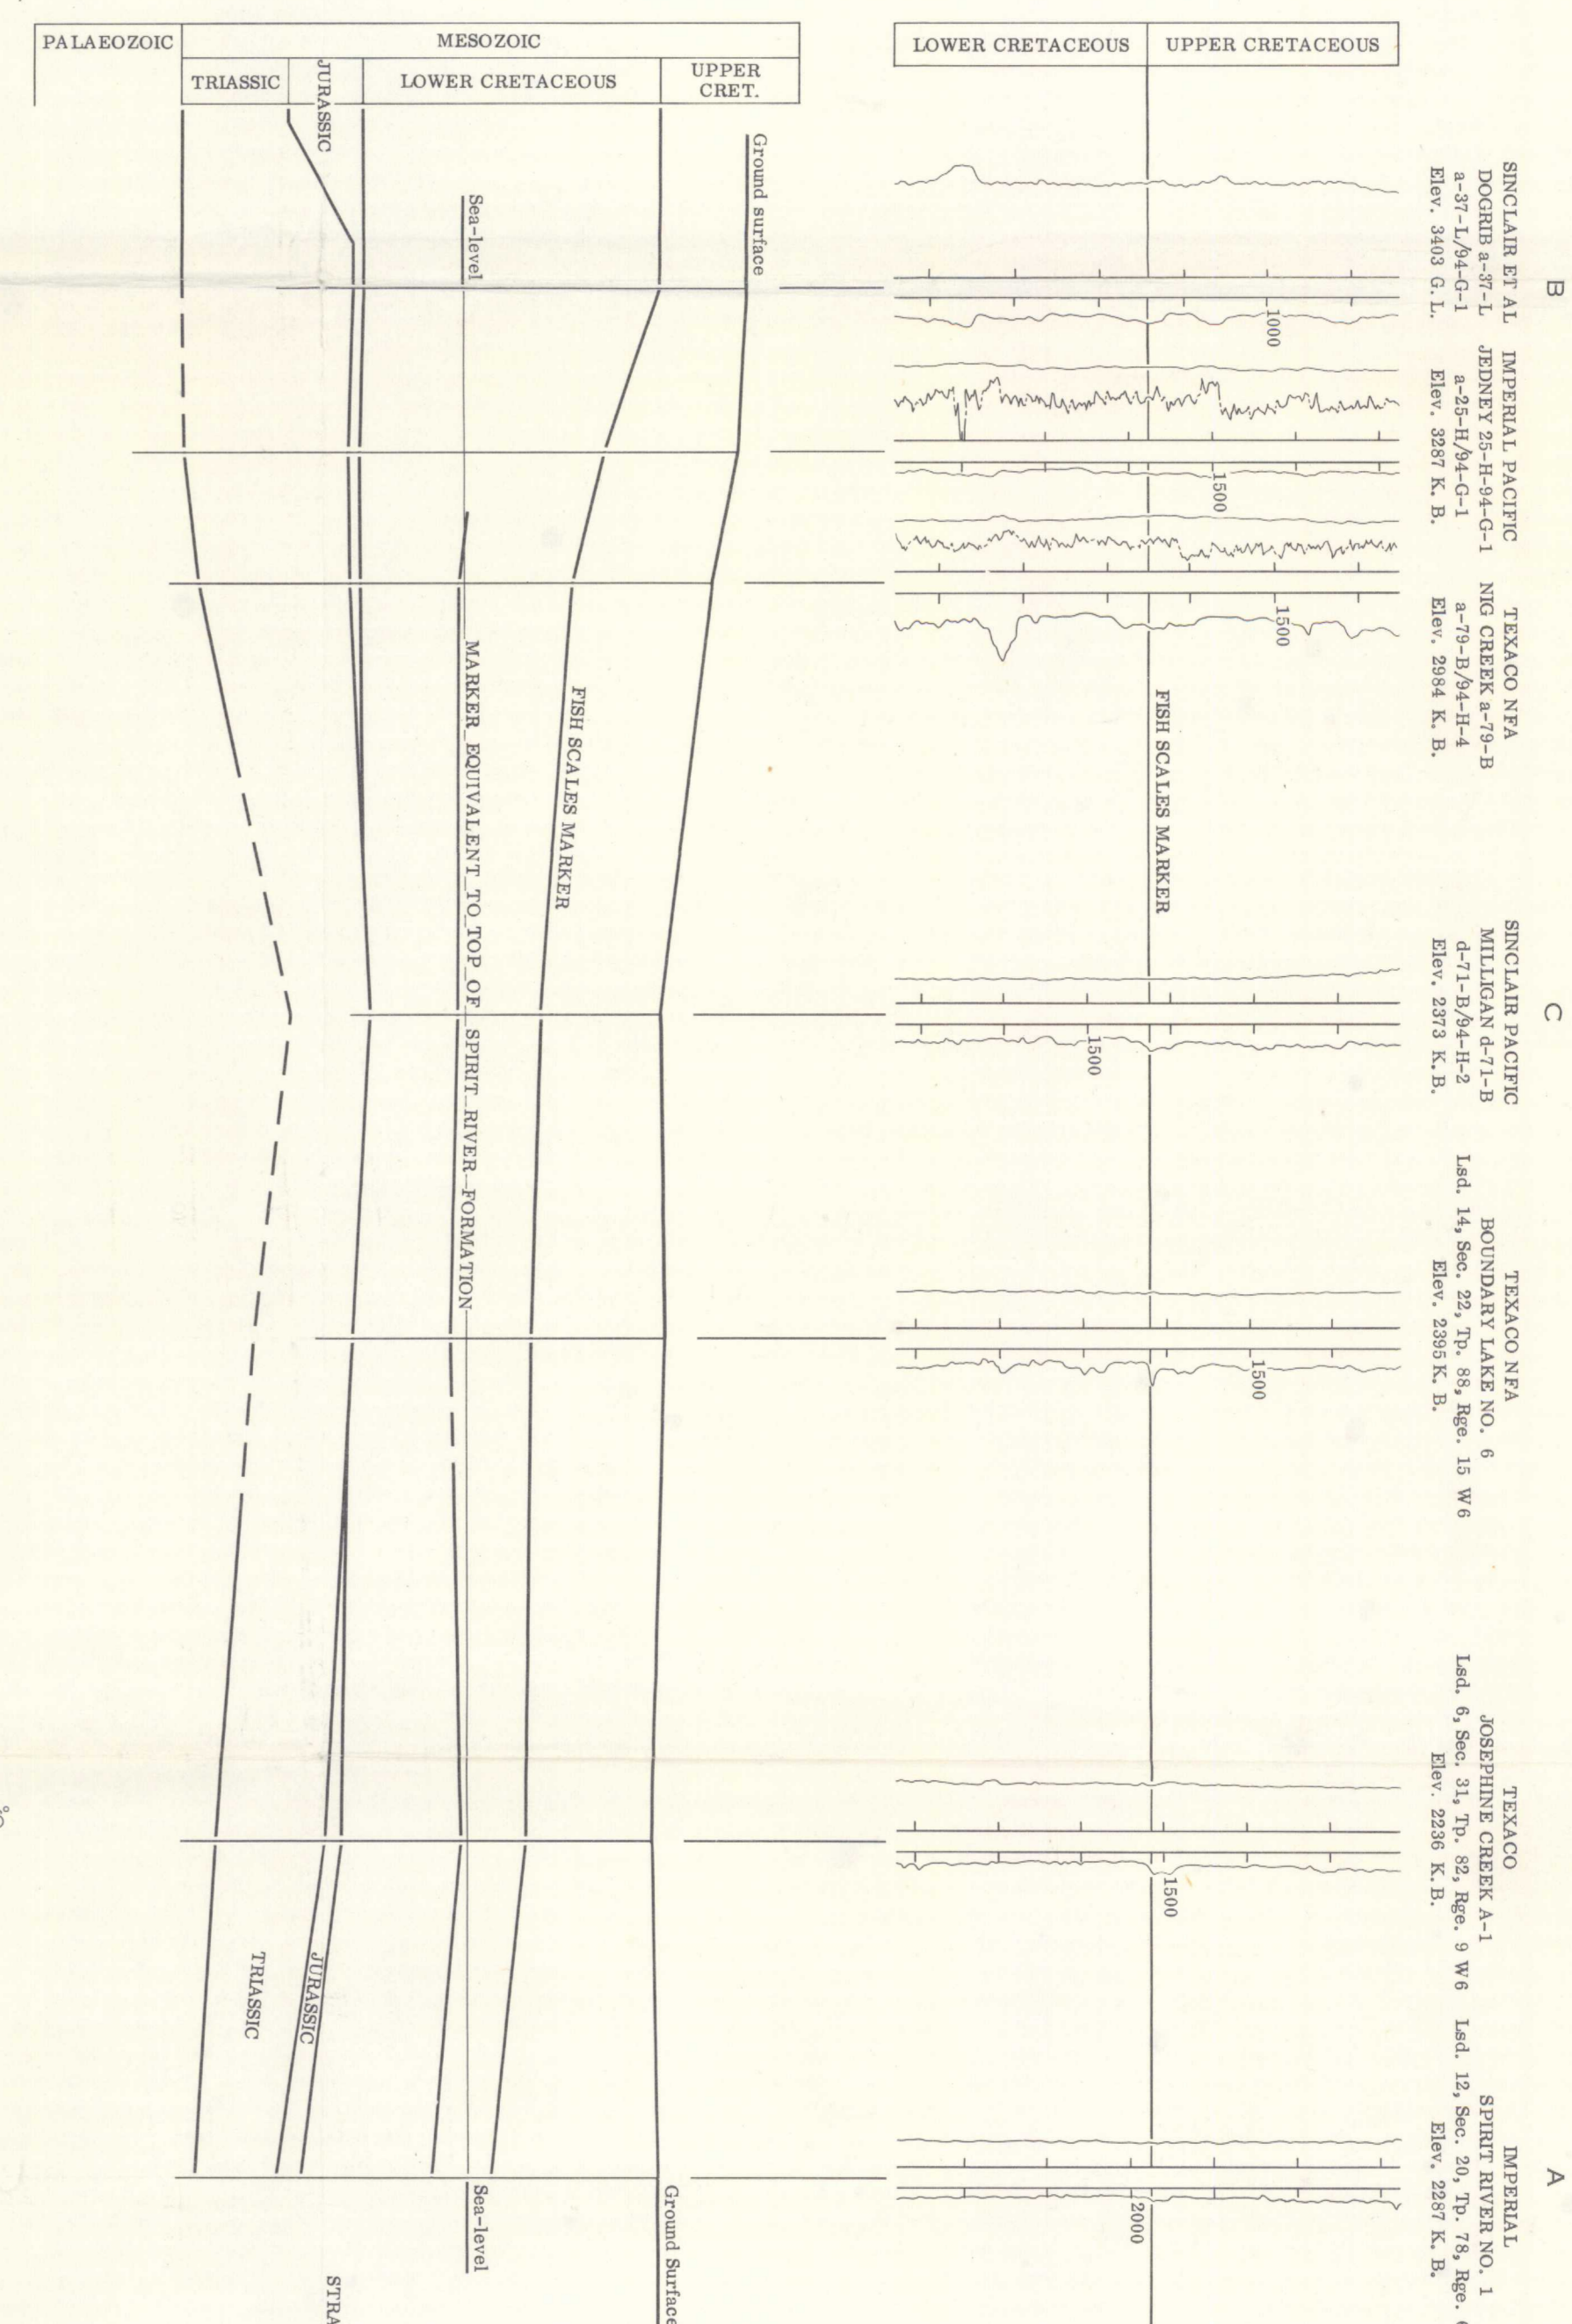 B
SINCLAIR ET AL
DOGRIB a-37-L
a-37-L/94-G-1
Elev. 3403 G. L.
IMPERIAL PACIFIC
JEDNEY 25-H-94-G-1
a-25-H/94-G-1
Elev. 3287 K. B.
TEXACO NFA
NIG CREEK a-79-B
a-79-B/94-H-4
Elev. 2984 K. B.
C
SINCLAIR PACIFIC
MILLIGAN d-71-B
d-71-B/94-H-2
Elev. 2373 K. B.
TEXACO NFA
BOUNDARY LAKE NO. 6
Lsd. 14, Sec. 22, Tp. 88, Rge. 15 W6
Elev. 2395 K. B.
TEXACO
JOSEPHINE CREEK A-1
Lsd. 6, Sec. 31, Tp. 82, Rge. 9 W6
Elev. 2236 K. B.
A
IMPERIAL
SPIRIT RIVER NO. 1
Lsd. 12, Sec. 20, Tp. 78, Rge.
Elev. 2287 K. B.
LOWER CRETACEOUS
UPPER CRETACEOUS
1000
1500
1500
FISH SCALES MARKER
1500
1500
1500
2000
PALAEOZOIC
MESOZOIC
TRIASSIC
JURASSIC
LOWER CRETACEOUS
UPPER
CRET.
Ground surface
Sea-level
FISH SCALES MARKER
MARKER EQUIVALENT TO TOP OF SPIRIT RIVER FORMATION
TRIASSIC
JURASSIC
Sea-level
Ground Surface
STRA